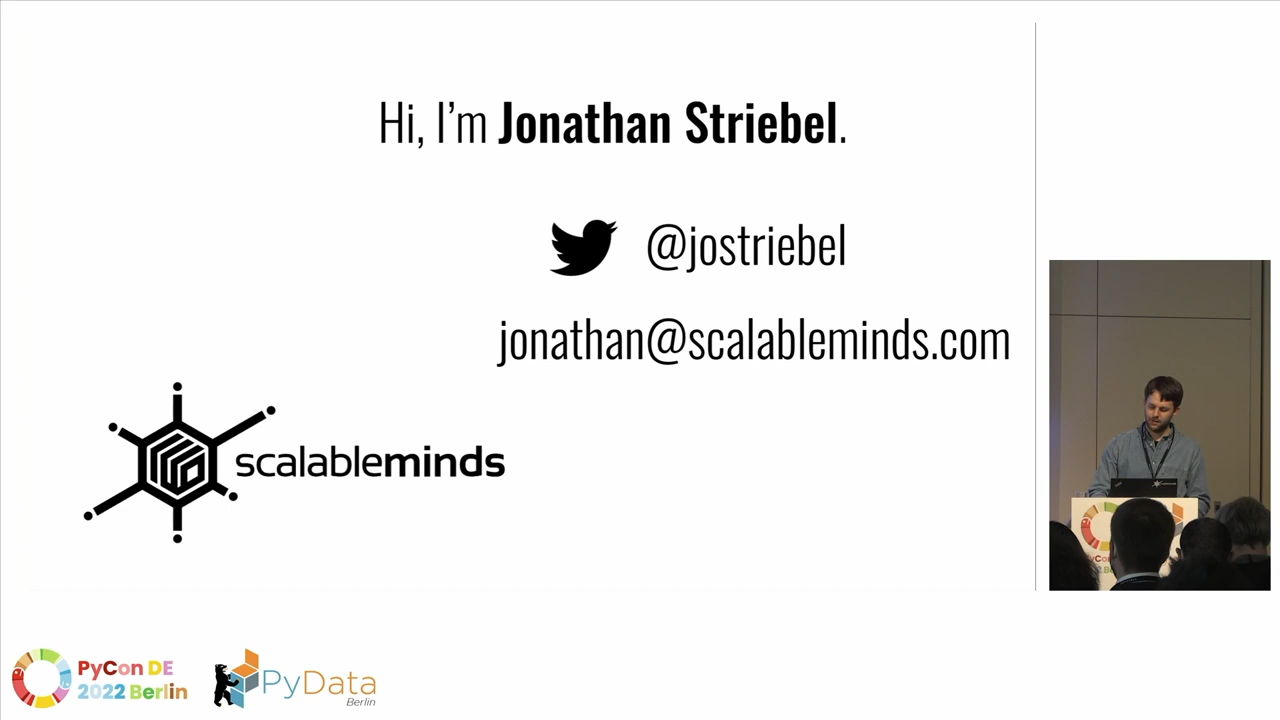 Hi, I’m Jonathan Striebel.
@jostriebel
jonathan@scalableminds.com
scalableminds
PyCon DE
2022 Berlin
PyData
Berlin